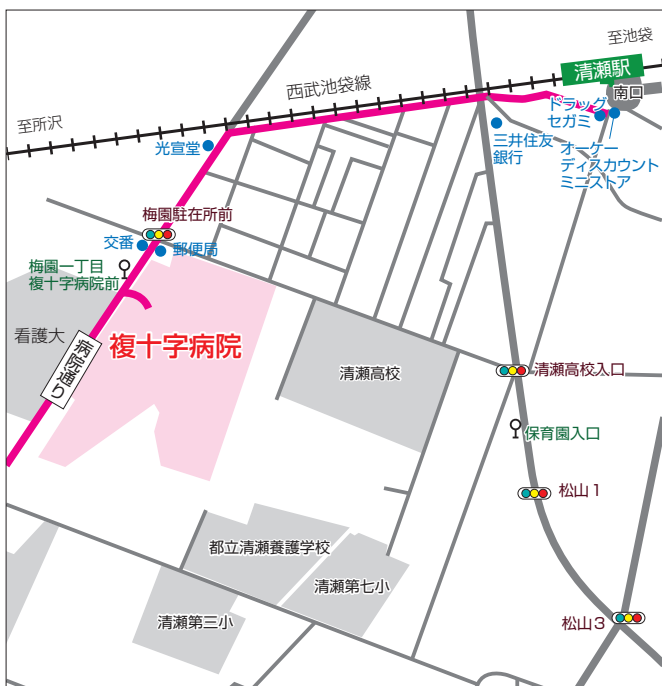 至池袋
清瀬駅
南口
西武池袋線
ドラッグ
セガミ
至所沢
光宣堂
三井住友
銀行
オーケー
ディスカウント
ミニストア
梅園駐在所前
交番
郵便局
梅園一丁目
複十字病院前
看護大
複十字病院
病院通り
清瀬高校
清瀬高校入口
保育園入口
松山1
都立清瀬養護学校
清瀬第七小
清瀬第三小
松山3